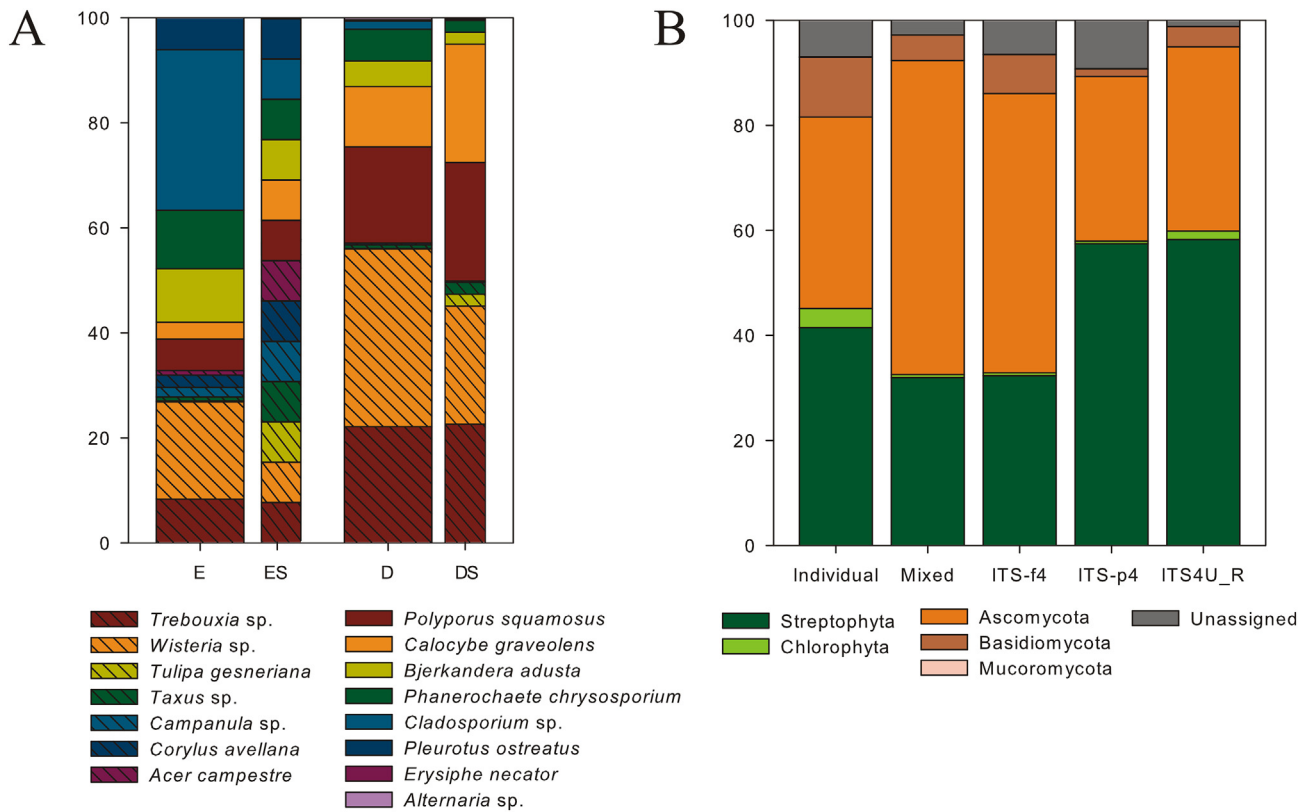 A
100
80
60
40
20
0
E
ES
D
DS
Trebouxia sp.
Wisteria sp.
Tulipa gesneriana
Taxus sp.
Campanula sp.
Corylus avellana
Acer campestre
Polyporus squamosus
Calocybe graveolens
Bjerkandera adusta
Phanerochaete chrysosporium
Cladosporium sp.
Pleurotus ostreatus
Erysiphe necator
Alternaria sp.
B
100
80
60
40
20
0
Individual
Mixed
ITS-f4
ITS-p4
ITS4U_R
Streptophyta
Chlorophyta
Ascomycota
Basidiomycota
Mucoromycota
Unassigned